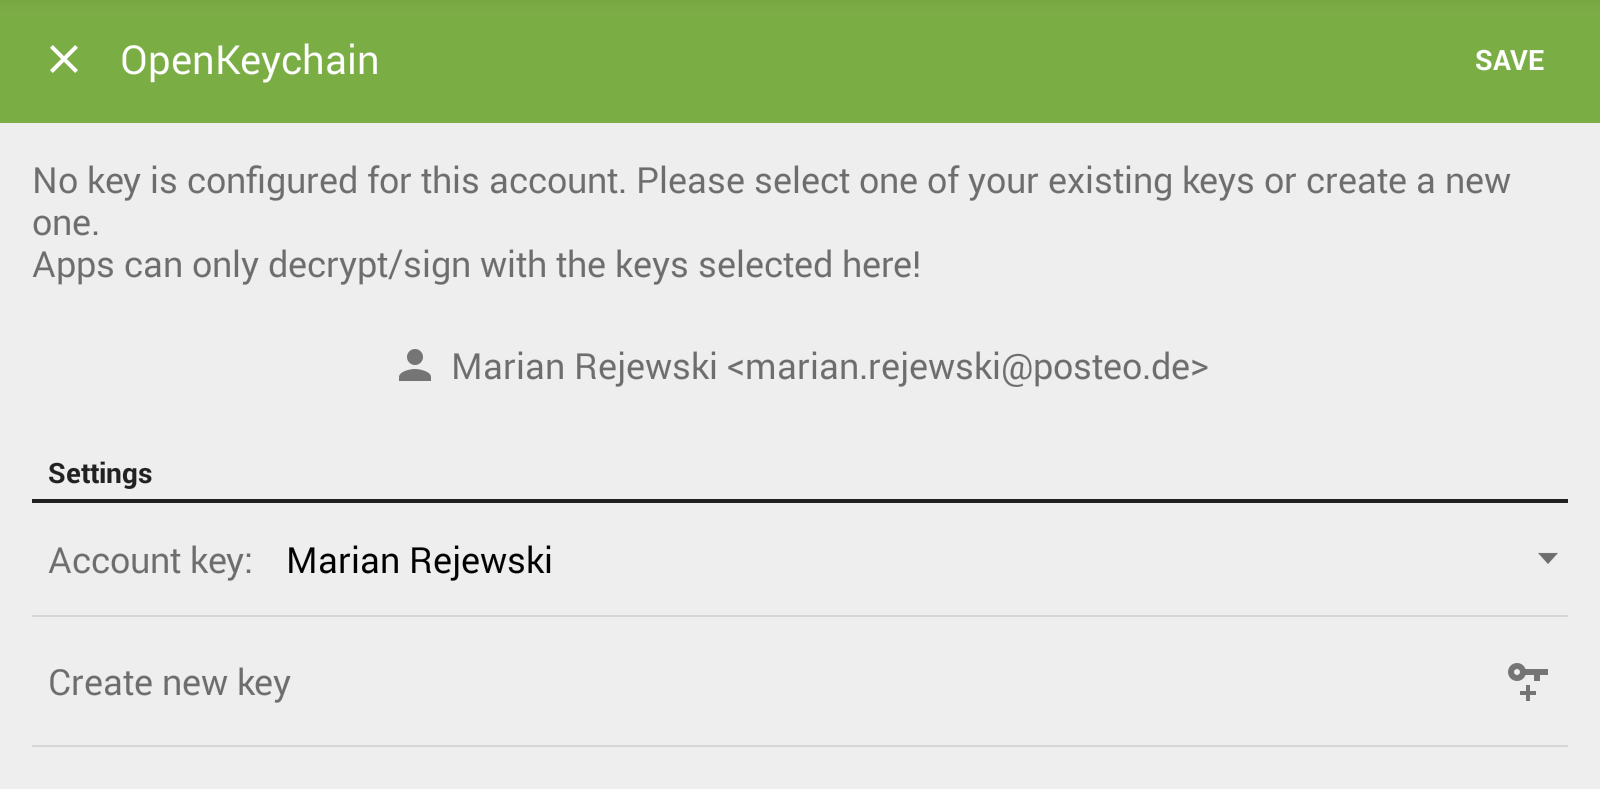 OpenKeychain
SAVE
No key is configured for this account. Please select one of your existing keys or create a new
one.
Apps can only decrypt/sign with the keys selected here!
Marian Rejewski <marian.rejewski@posteo.de>
Settings
Account key: Marian Rejewski
Create new key